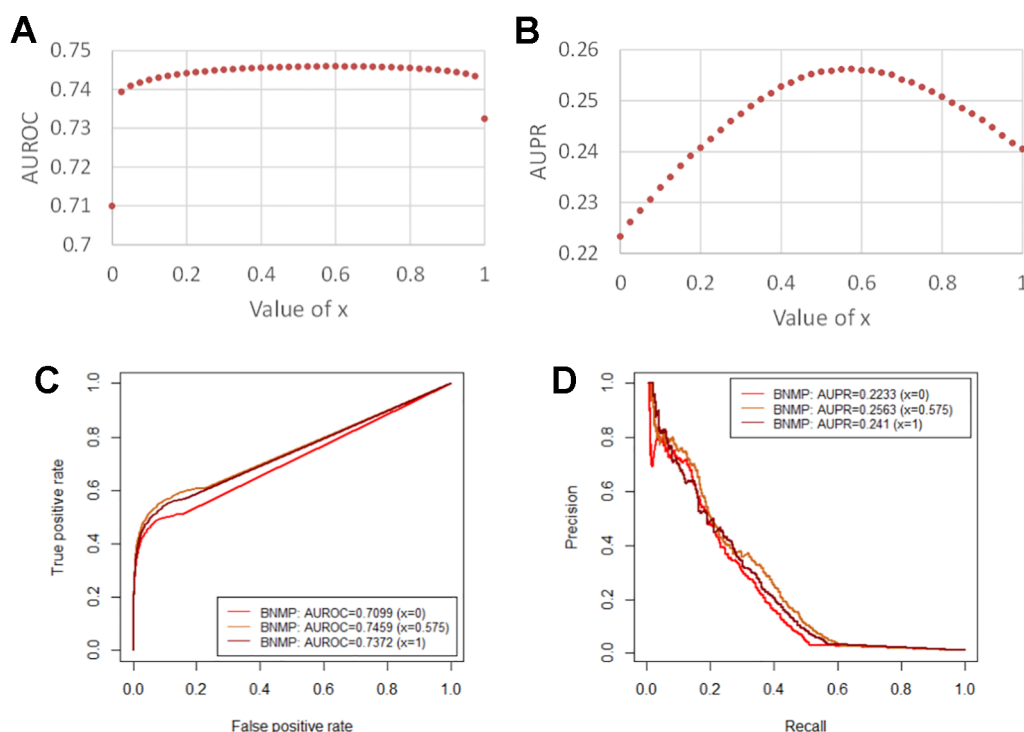 A
0.75
0.74
0.73
0.72
0.71
0.7
AUROC
0 0.2 0.4 0.6 0.8 1
Value of x
B
0.26
0.25
0.24
0.23
0.22
AUPR
0 0.2 0.4 0.6 0.8 1
Value of x
C
1.0
0.8
0.6
0.4
0.2
0.0
True positive rate
BNMP: AUROC=0.7099 (x=0)
BNMP: AUROC=0.7459 (x=0.575)
BNMP: AUROC=0.7372 (x=1)
0.0 0.2 0.4 0.6 0.8 1.0
False positive rate
D
1.0
0.8
0.6
0.4
0.2
0.0
Precision
BNMP: AUPR=0.2233 (x=0)
BNMP: AUPR=0.2563 (x=0.575)
BNMP: AUPR=0.241 (x=1)
0.0 0.2 0.4 0.6 0.8 1.0
Recall